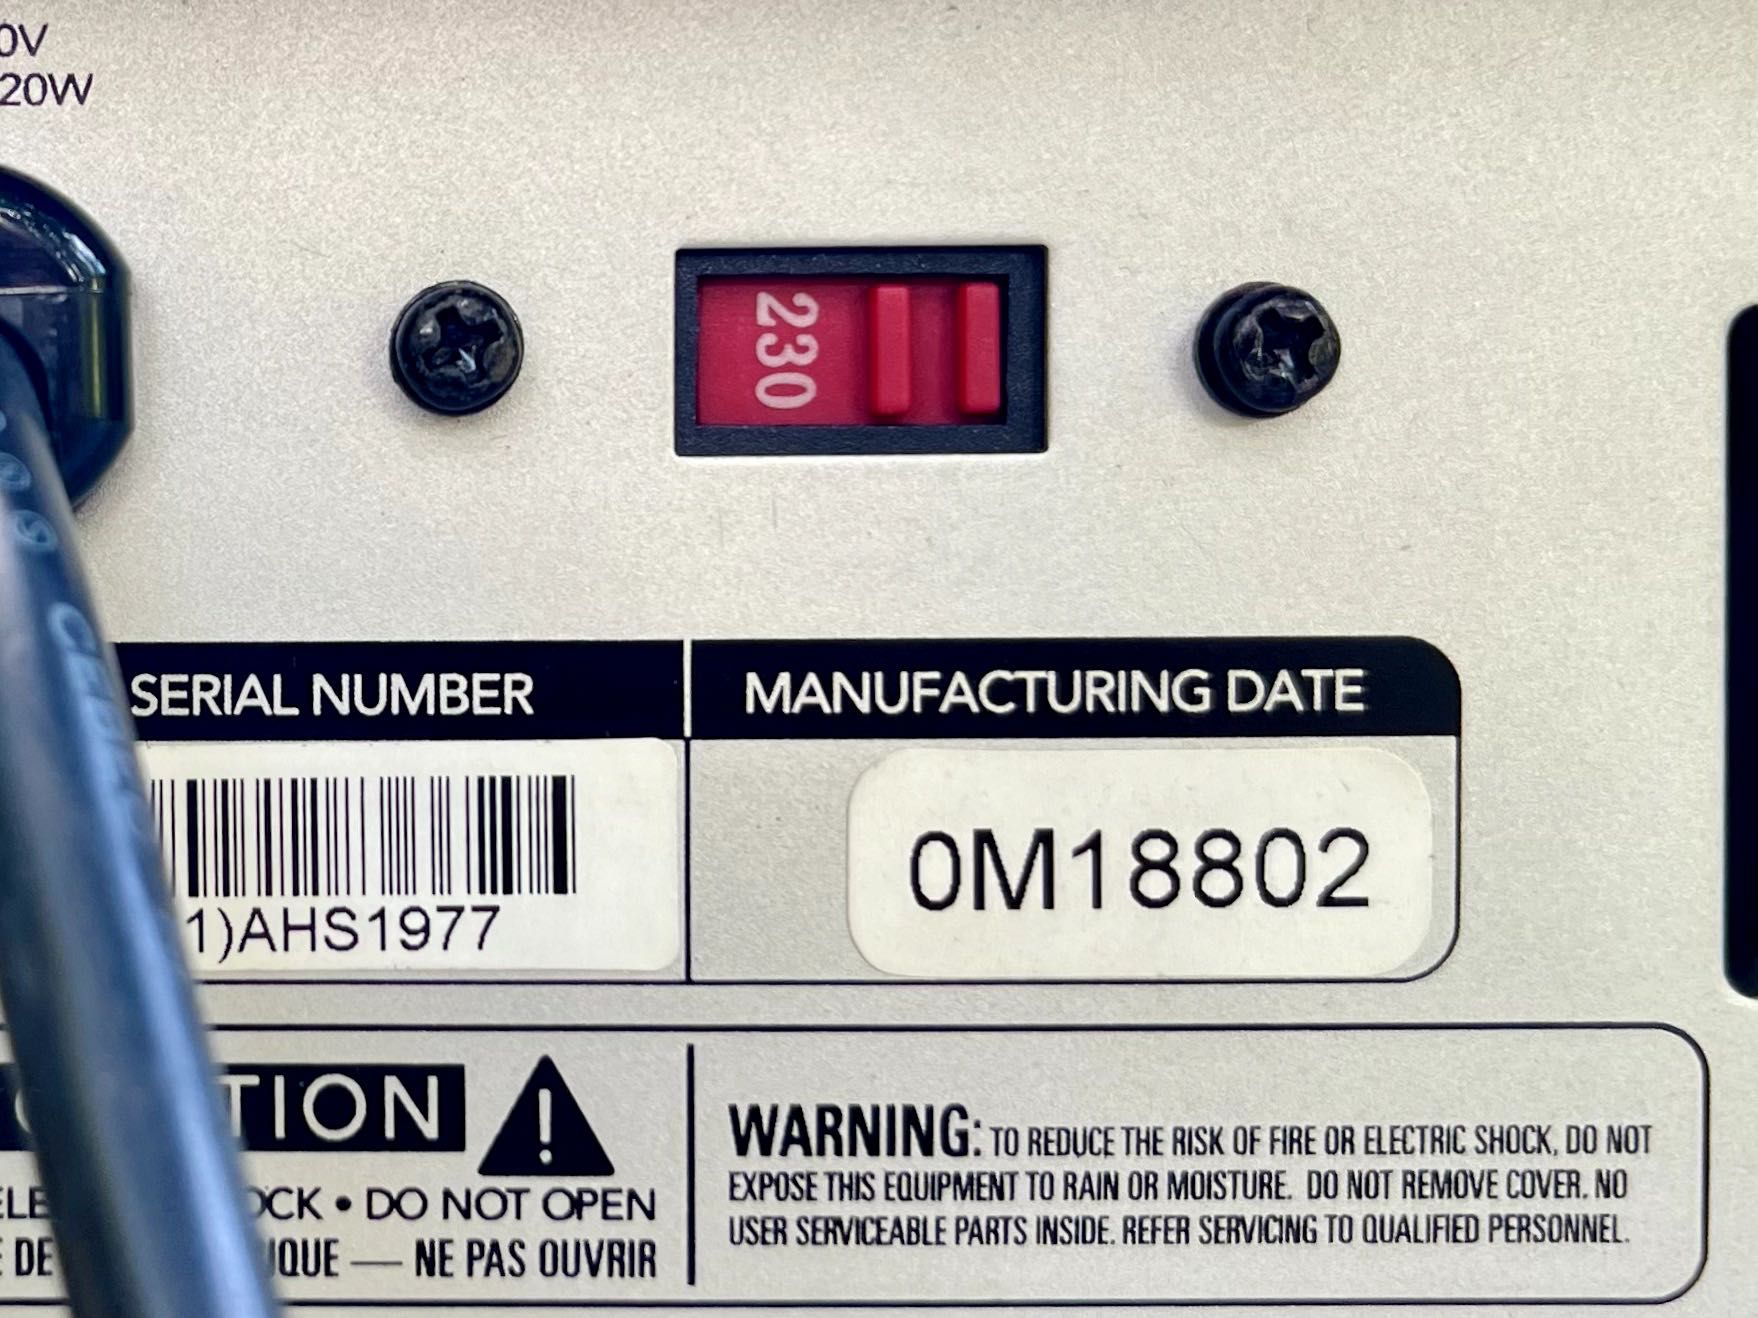 0V
20W
230
SERIAL NUMBER
MANUFACTURING DATE
1)AHS1977
0M18802
TION
OCK • DO NOT OPEN
QUE — NE PAS OUVRIR
WARNING: TO REDUCE THE RISK OF FIRE OR ELECTRIC SHOCK, DO NOT
EXPOSE THIS EQUIPMENT TO RAIN OR MOISTURE. DO NOT REMOVE COVER. NO
USER SERVICEABLE PARTS INSIDE. REFER SERVICING TO QUALIFIED PERSONNEL.